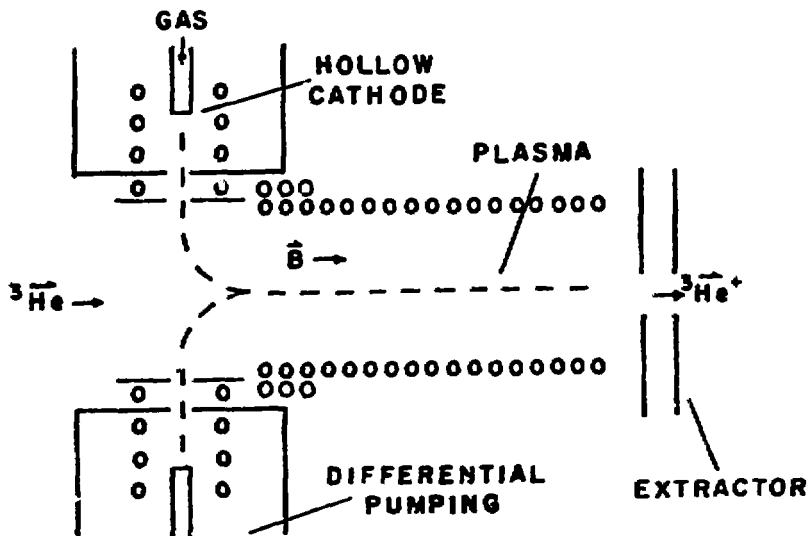 GAS
HOLLOW
CATHODE
PLASMA
B→
³He→
→³He⁺
DIFFERENTIAL
PUMPING
EXTRACTOR